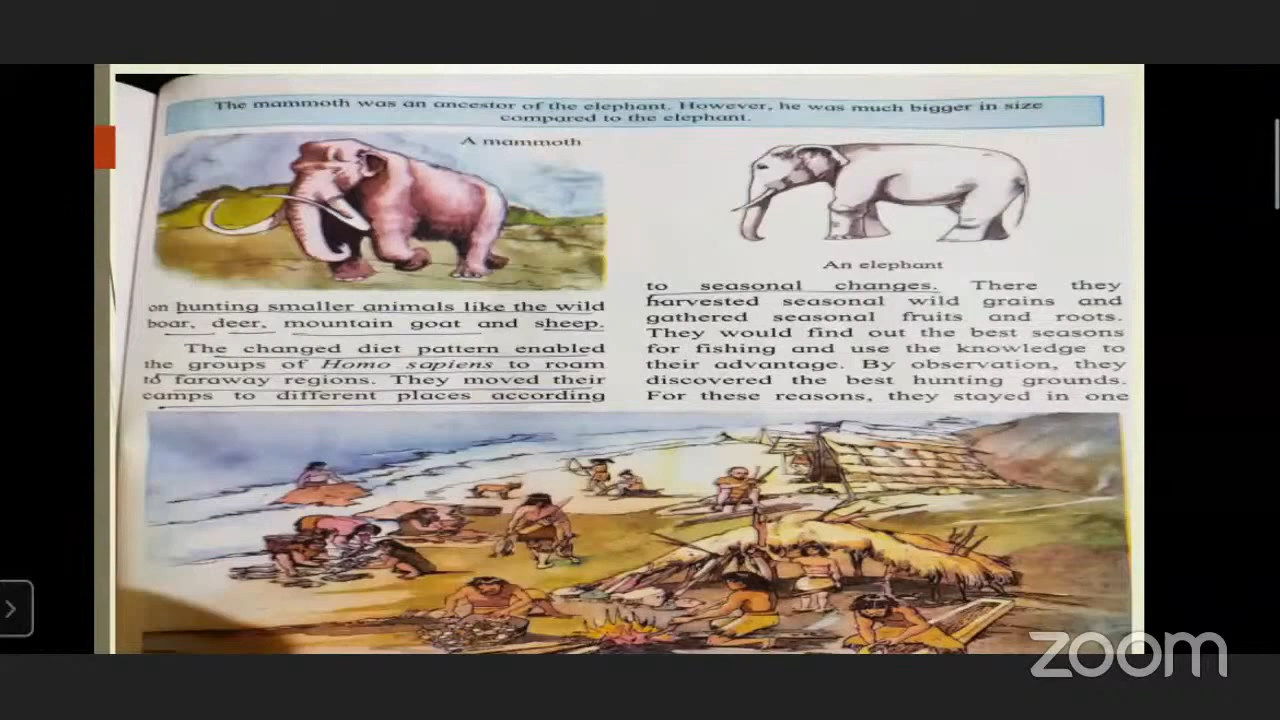 The mammoth was an ancestor of the elephant. However, he was much bigger in size
compared to the elephant.
A mammoth
An elephant
on hunting smaller animals like the wild
boar, deer, mountain goat and sheep.
The changed diet pattern enabled
the groups of Homo sapiens to roam
to faraway regions. They moved their
camps to different places according
to seasonal changes. There they
harvested seasonal wild grains and
gathered seasonal fruits and roots.
They would find out the best seasons
for fishing and use the knowledge to
their advantage. By observation, they
discovered the best hunting grounds.
For these reasons, they stayed in one
zoom